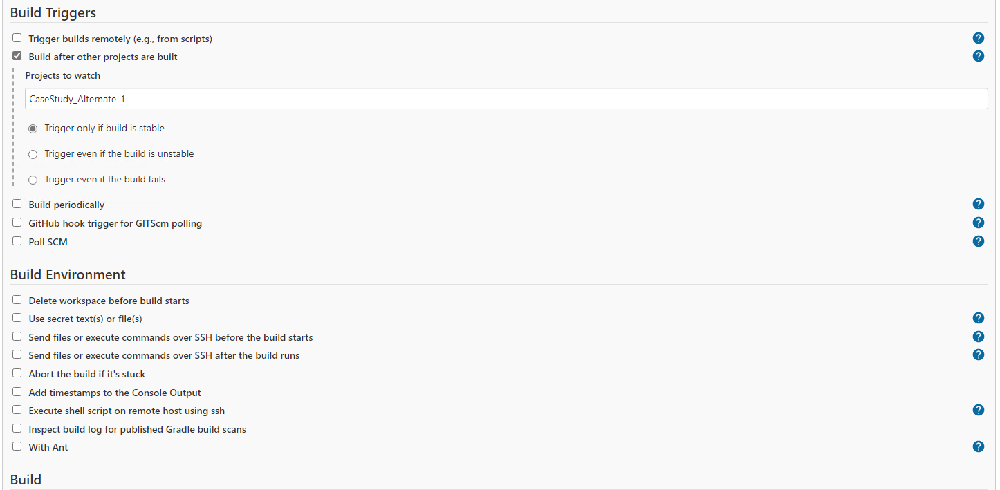 Build Triggers
Trigger builds remotely (e.g., from scripts)
?
Build after other projects are built
?
Projects to watch
CaseStudy_Alternate-1
Trigger only if build is stable
Trigger even if the build is unstable
Trigger even if the build fails
Build periodically
?
GitHub hook trigger for GITScm polling
?
Poll SCM
?
Build Environment
Delete workspace before build starts
Use secret text(s) or file(s)
?
Send files or execute commands over SSH before the build starts
?
Send files or execute commands over SSH after the build runs
?
Abort the build if it's stuck
Add timestamps to the Console Output
Execute shell script on remote host using ssh
?
Inspect build log for published Gradle build scans
With Ant
?
Build